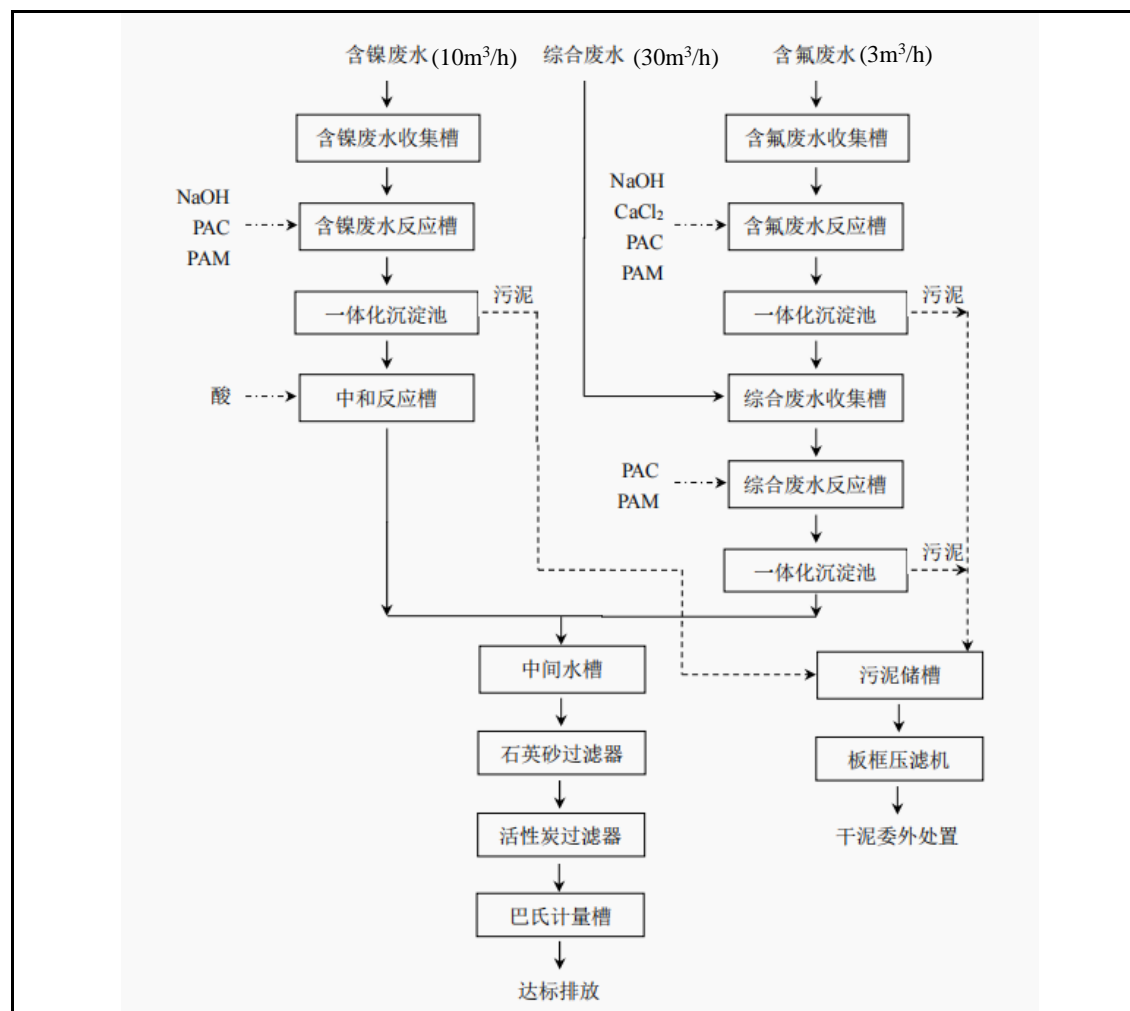 含镍废水(10m³/h) 综合废水 (30m³/h) 含氟废水(3m³/h)
含镍废水收集槽
含氟废水收集槽
NaOH
PAC
PAM
含镍废水反应槽
NaOH
CaCl₂
PAC
PAM
含氟废水反应槽
一体化沉淀池
污泥
一体化沉淀池
污泥
酸
中和反应槽
综合废水收集槽
PAC
PAM
综合废水反应槽
一体化沉淀池
污泥
中间水槽
污泥储槽
石英砂过滤器
板框压滤机
活性炭过滤器
干泥委外处置
巴氏计量槽
达标排放